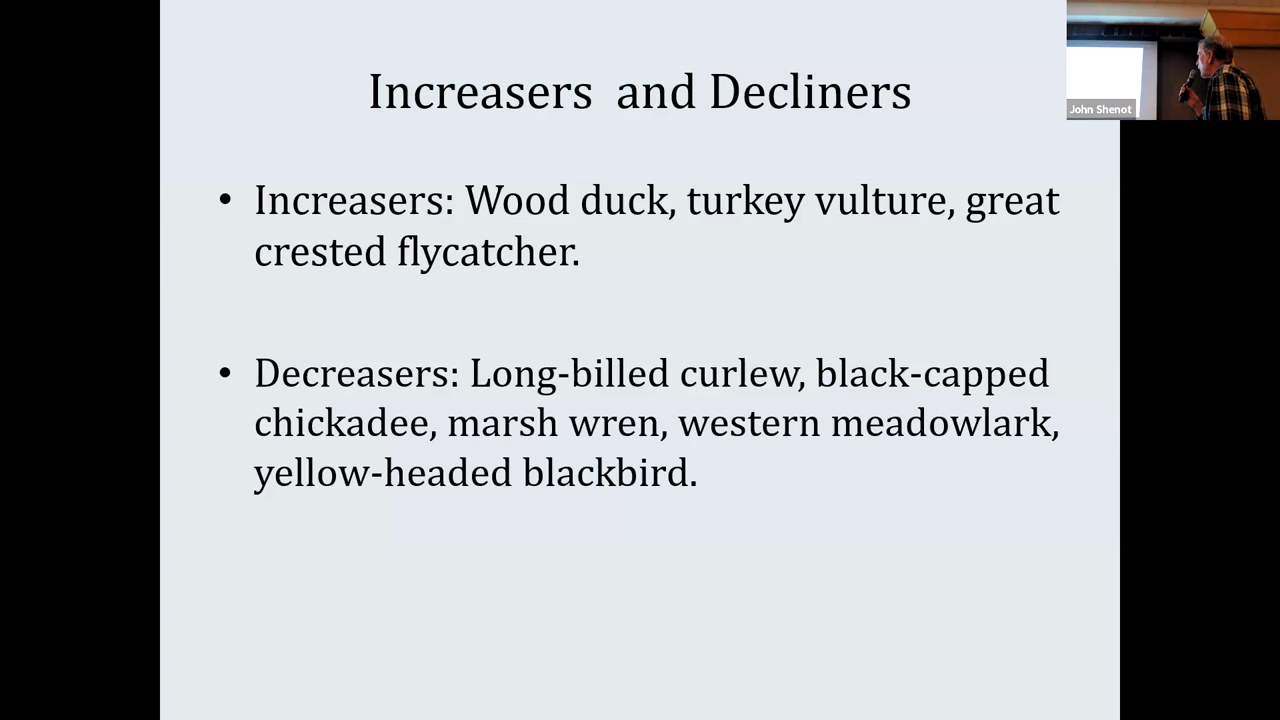 Increasers  and Decliners
John Shenot
• Increasers: Wood duck, turkey vulture, great
crested flycatcher.
• Decreasers: Long-billed curlew, black-capped
chickadee, marsh wren, western meadowlark,
yellow-headed blackbird.